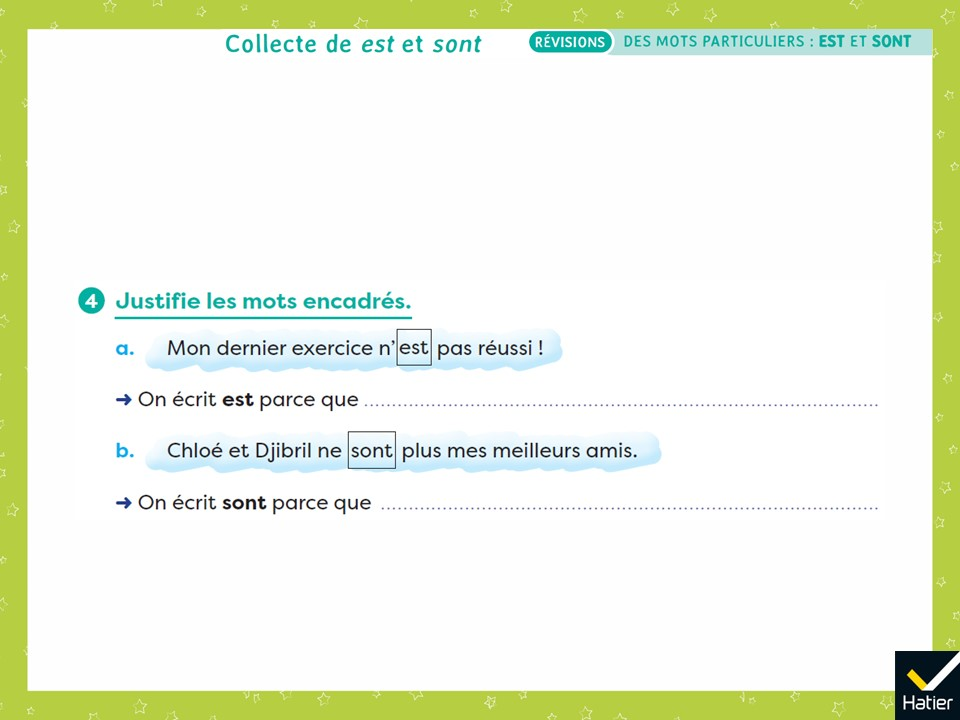 Collecte de est et sont
RÉVISIONS DES MOTS PARTICULIERS : EST ET SONT
4 Justifie les mots encadrés.
a. Mon dernier exercice n'est pas réussi !
➜ On écrit est parce que ........................................................................
b. Chloé et Djibril ne sont plus mes meilleurs amis.
➜ On écrit sont parce que ........................................................................
Hatier